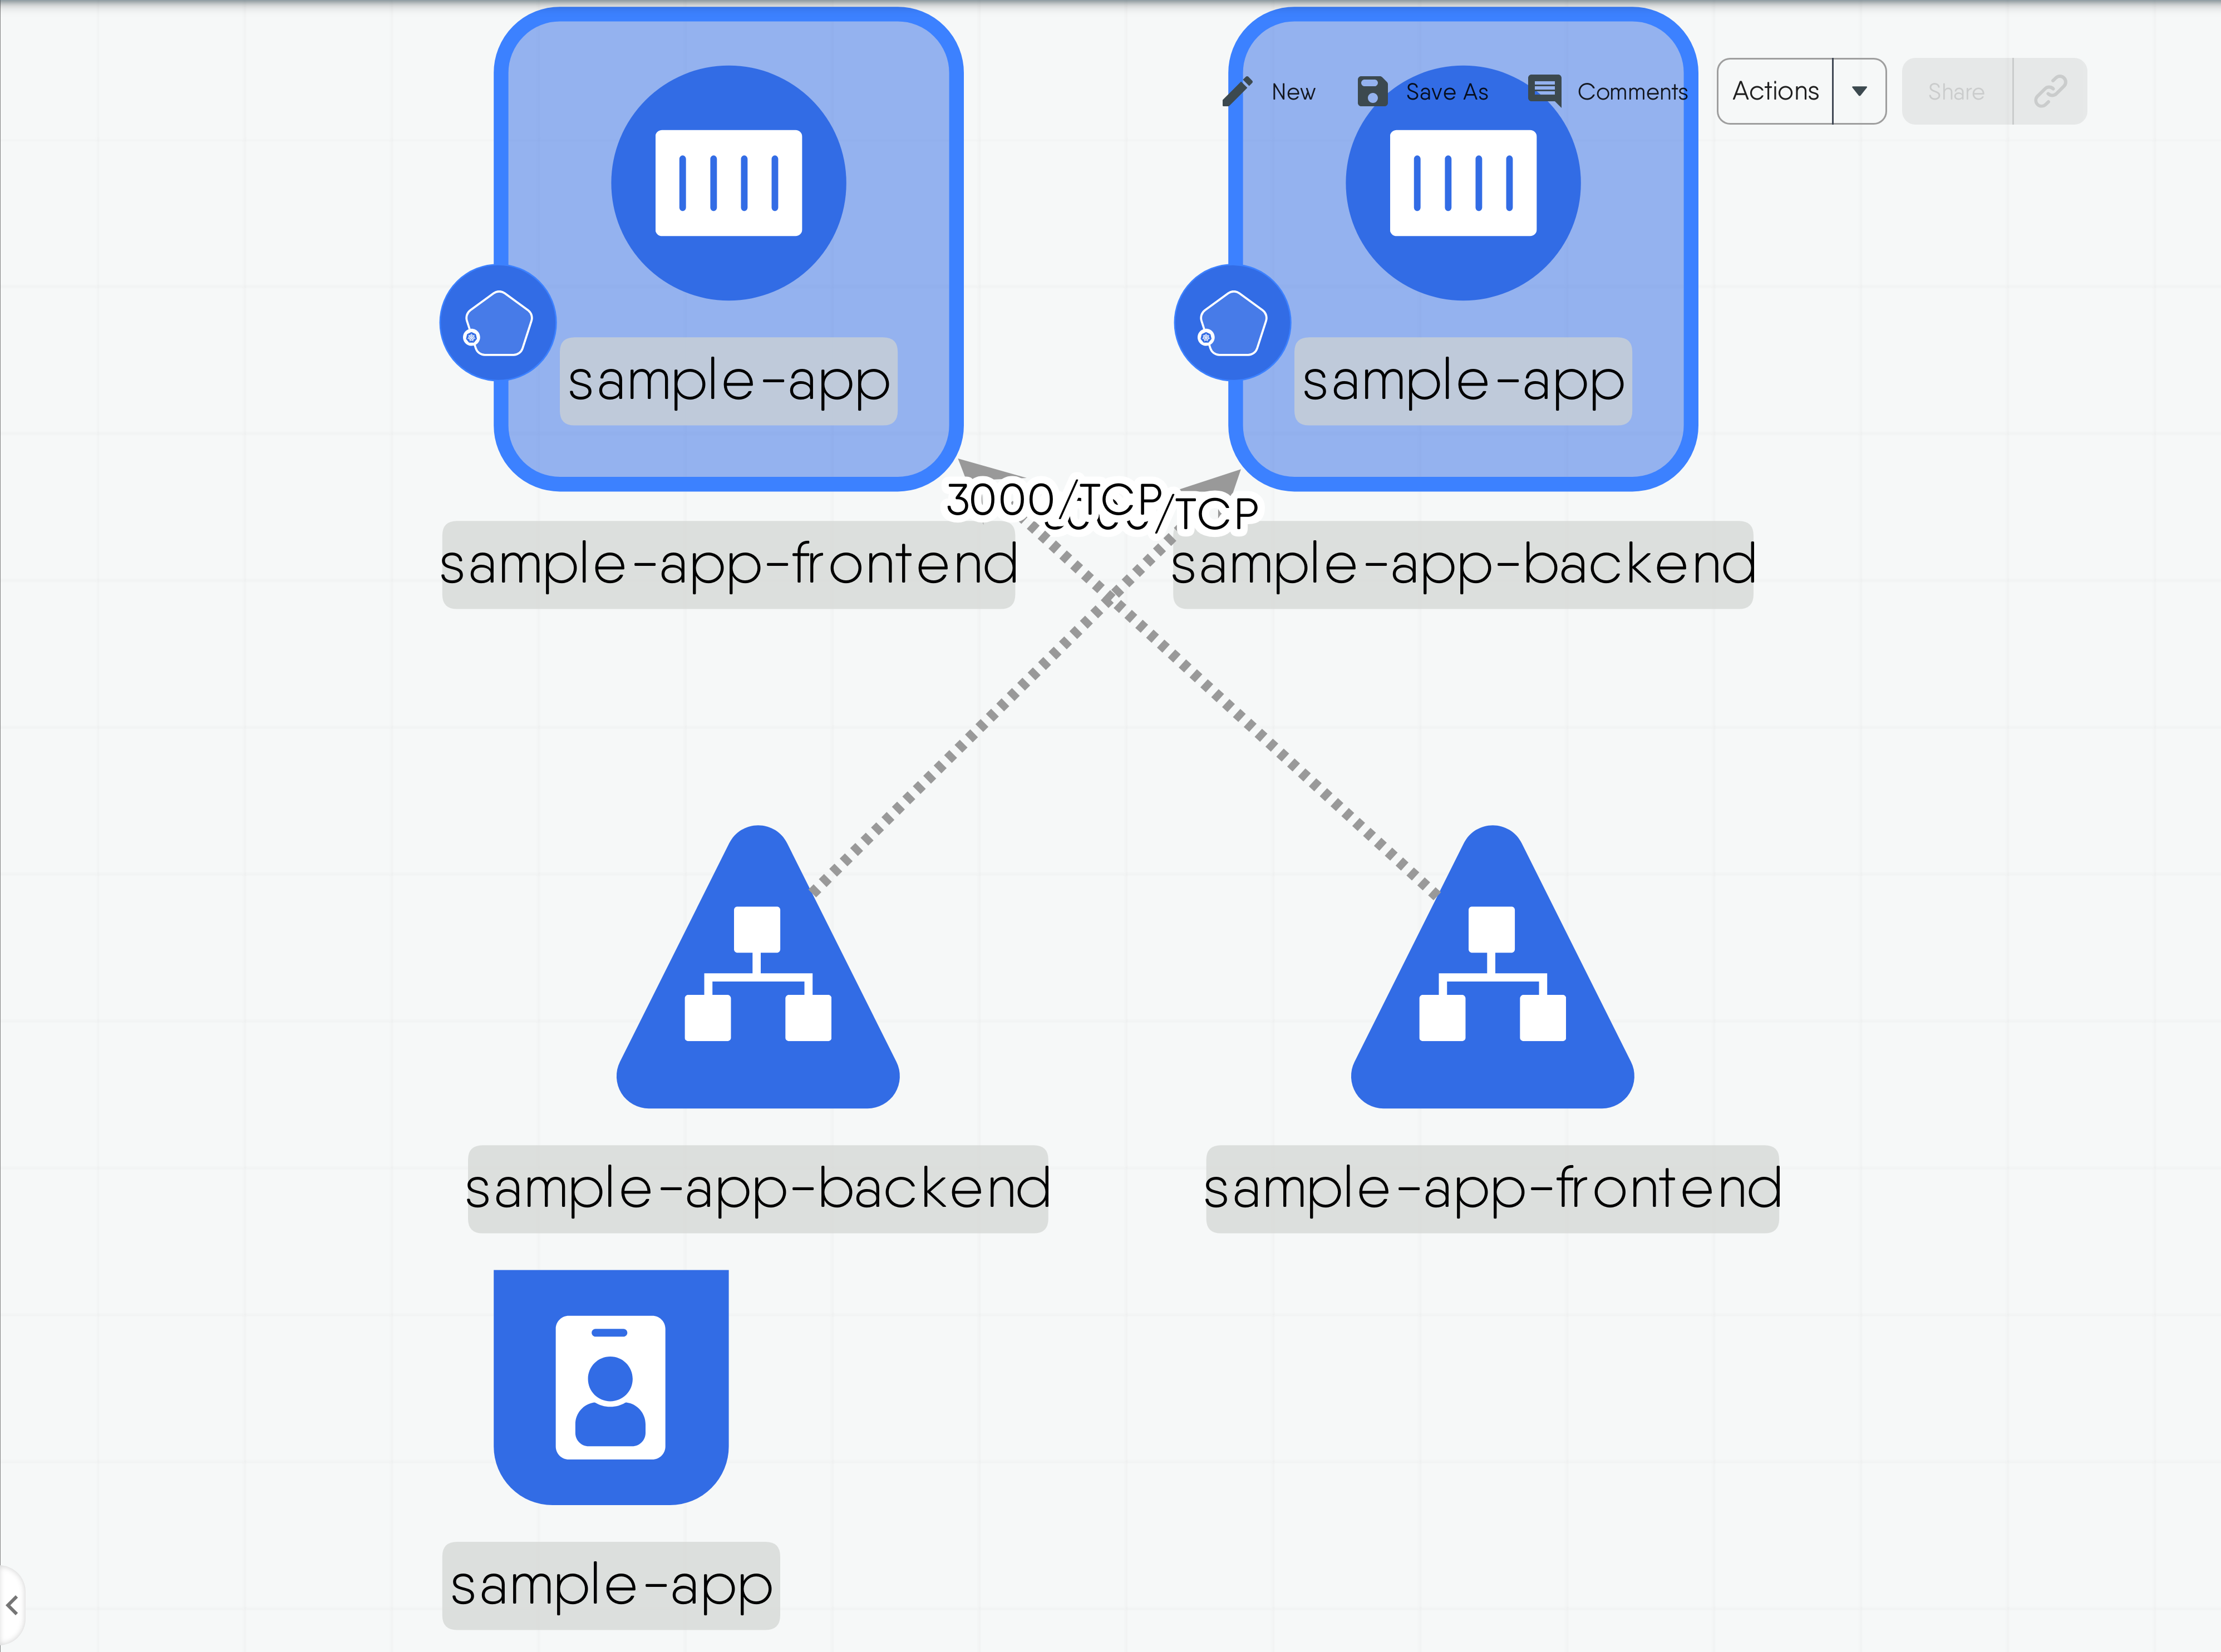 New
Save As
Comments
Actions
Share
sample-app
sample-app
3000/TCP
/TCP
sample-app-frontend
sample-app-backend
sample-app-backend
sample-app-frontend
sample-app